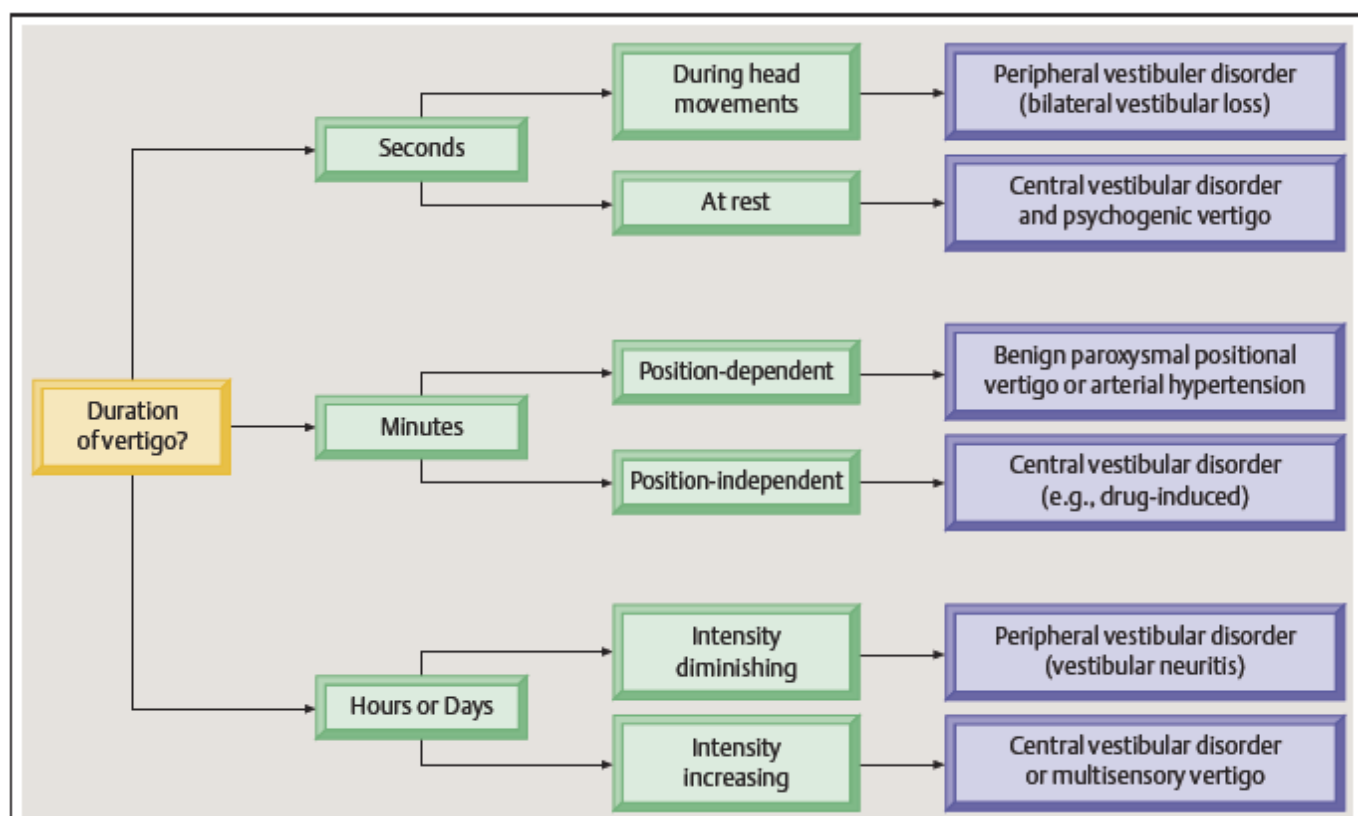 During head
movements
Peripheral vestibuler disorder
(bilateral vestibular loss)
Seconds
At rest
Central vestibular disorder
and psychogenic vertigo
Duration
of vertigo?
Minutes
Position-dependent
Benign paroxysmal positional
vertigo or arterial hypertension
Position-independent
Central vestibular disorder
(e.g., drug-induced)
Hours or Days
Intensity
diminishing
Peripheral vestibular disorder
(vestibular neuritis)
Intensity
increasing
Central vestibular disorder
or multisensory vertigo